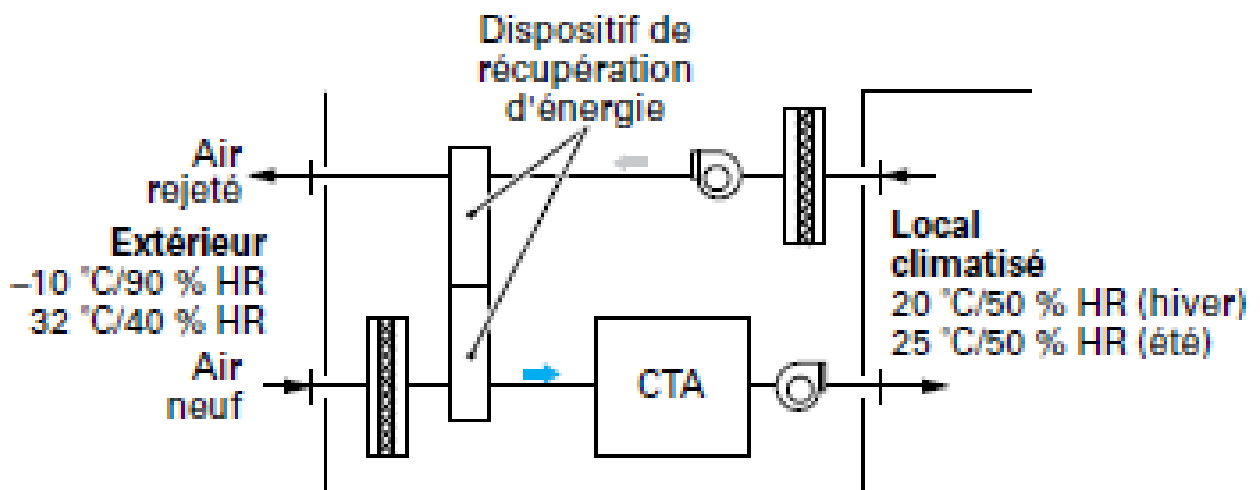 Dispositif de
récupération
d'énergie
Air
rejeté
Extérieur
–10 °C/90 % HR
32 °C/40 % HR
Air
neuf
CTA
Local
climatisé
20 °C/50 % HR (hiver)
25 °C/50 % HR (été)